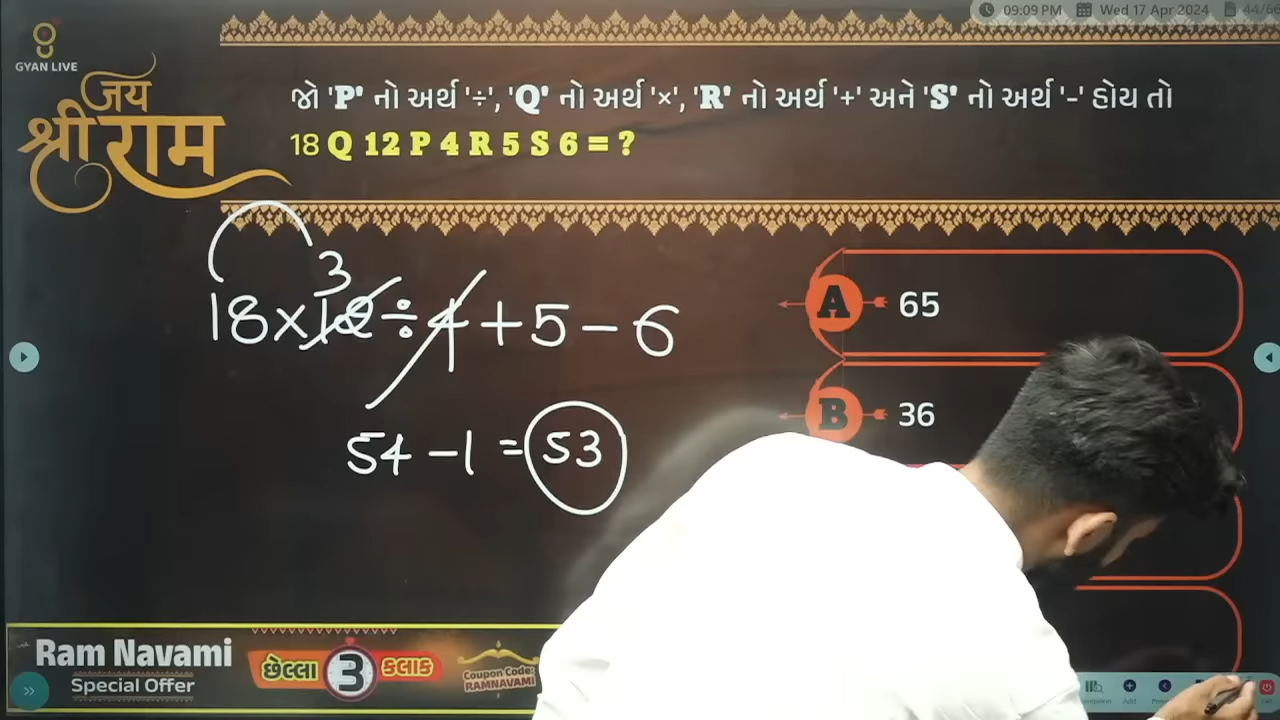 09:09 PM Wed 17 Apr 2024
GYAN LIVE
जय
श्री राम
જો 'P' નો અર્થ '÷', 'Q' નો અર્થ '×', 'R' નો અર્થ '+' અને 'S' નો અર્થ '-' હોય તો
18 Q 12 P 4 R 5 S 6 = ?
3
18×12÷4+5-6
54-1=53
A 65
B 36
Ram Navami
Special Offer
છેલ્લા 3 કલાક
Coupon Code:
RAMNAVAMI
Add